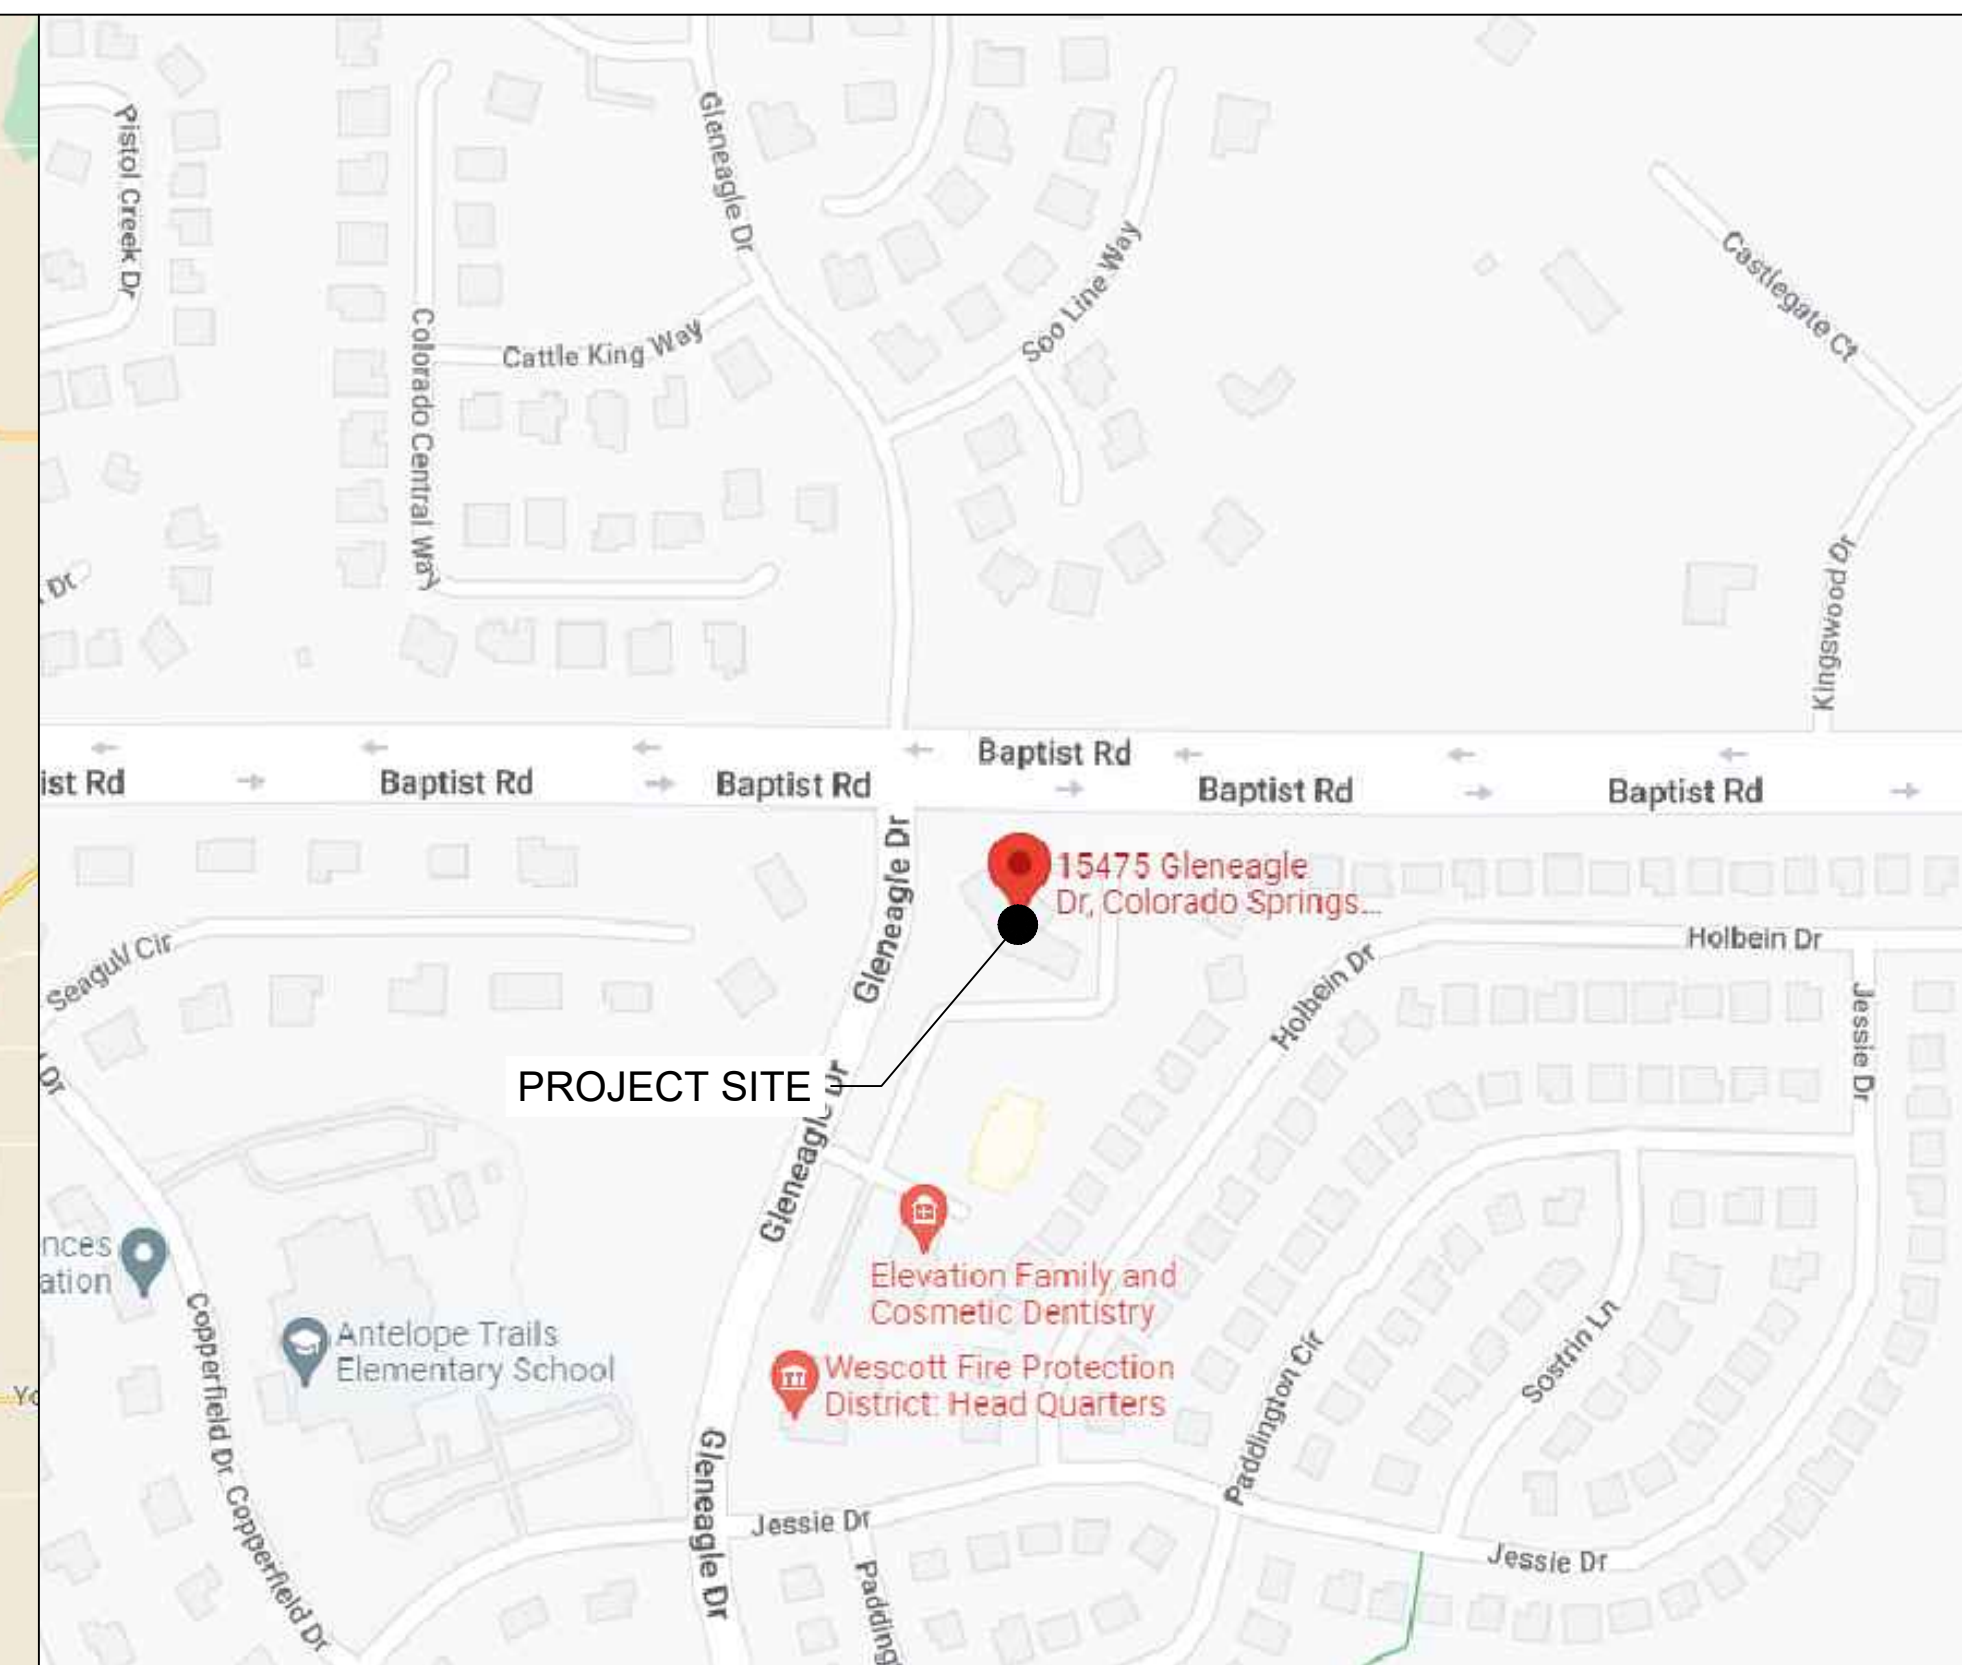 Pistol Creek Dr
Gleneagle Dr
Soo Line Way
Castlegate Ct
Colorado Central Way
Cattle King Way
Dr
Kingswood Dr
Baptist Rd
ist Rd
Baptist Rd
Baptist Rd
Baptist Rd
Baptist Rd
Gleneagle Dr
15475 Gleneagle
Dr, Colorado Springs...
Seagull Cir
Holbein Dr
Holbein Dr
Jessie Dr
Dr
PROJECT SITE
Gleneagle Dr
Gleneagle Dr
nces
ation
Elevation Family and
Cosmetic Dentistry
Antelope Trails
Elementary School
Wescott Fire Protection
District: Head Quarters
Copperfield Dr
Copperfield Dr
Paddington Cir
Sostrin Ln
Yo
Gleneagle Dr
Jessie Dr
Jessie Dr
Padding